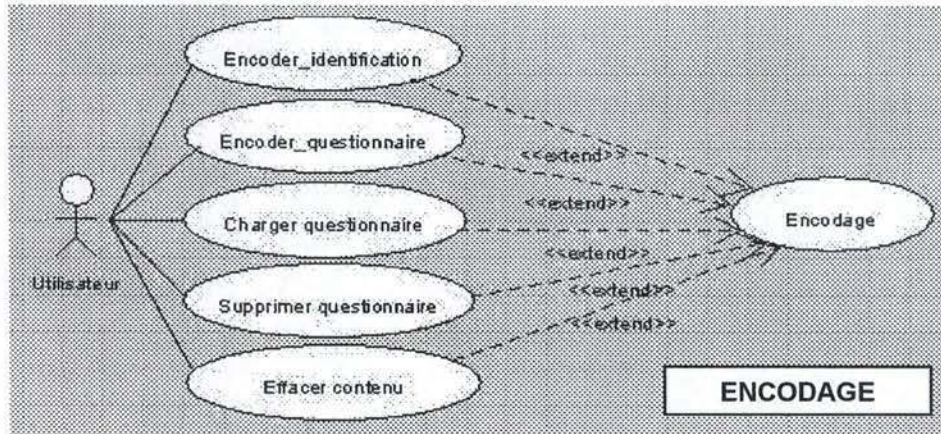 Encoder_identification
Encoder_questionnaire
<<extend>>
<<extend>>
Charger questionnaire
Encodage
<<extend>>
Utilisateur
Supprimer questionnaire
<<extend>>
<<extend>>
Effacer contenu
ENCODAGE